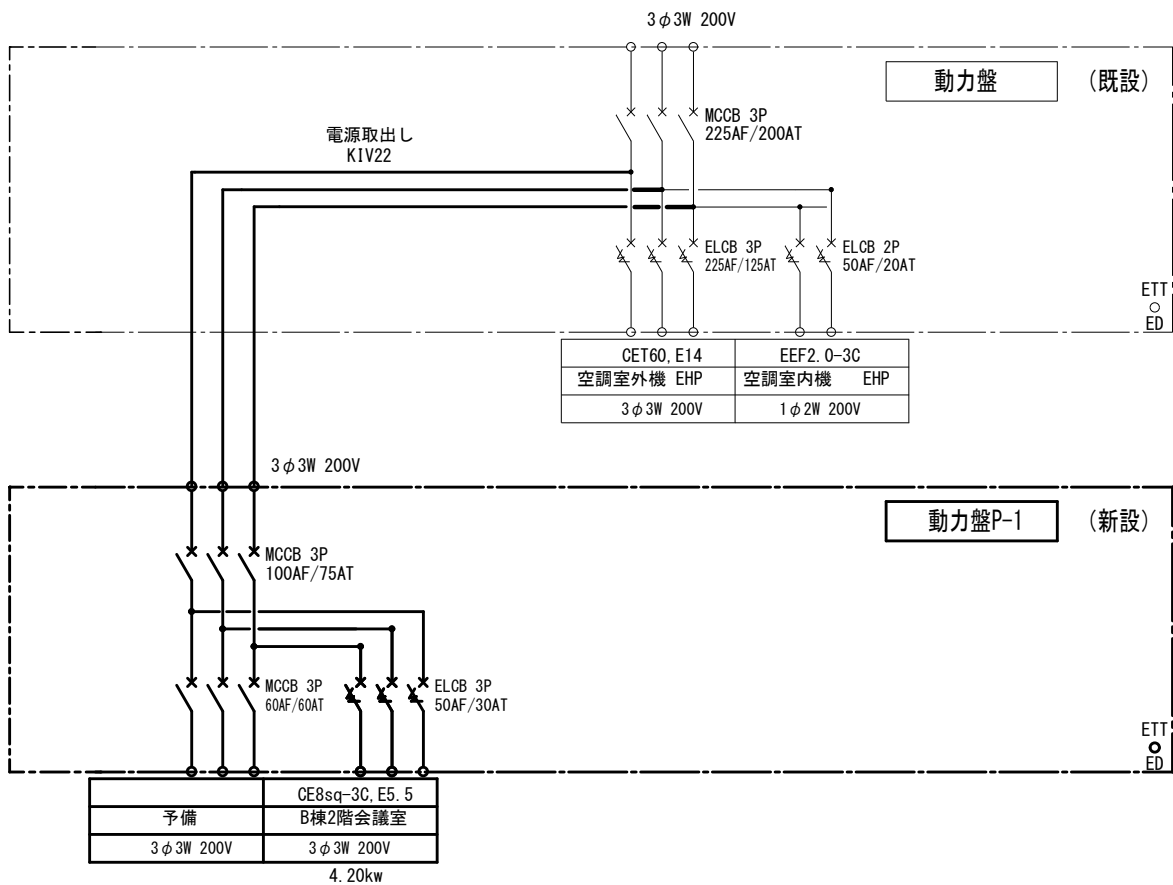 3φ3W 200V
動力盤
(既設)
MCCB 3P
225AF/200AT
電源取出し
KIV22
ELCB 3P
225AF/125AT
ELCB 2P
50AF/20AT
ETT
ED
CET60,E14
EEF2.0-3C
空調室外機 EHP
空調室内機 EHP
3φ3W 200V
1φ2W 200V
3φ3W 200V
動力盤P-1
(新設)
MCCB 3P
100AF/75AT
MCCB 3P
60AF/60AT
ELCB 3P
50AF/30AT
ETT
ED
CE8sq-3C,E5.5
予備
B棟2階会議室
3φ3W 200V
3φ3W 200V
4.20kw